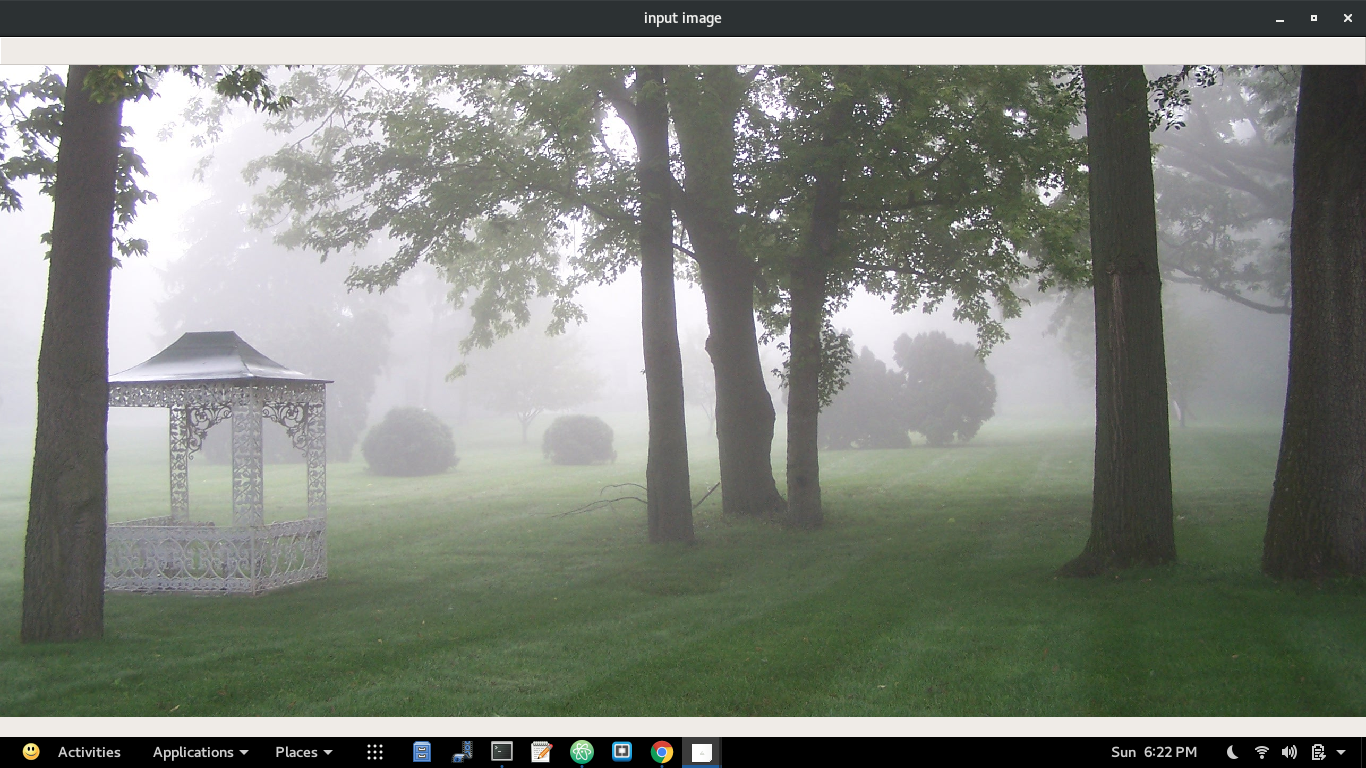 input image
Activities Applications Places Sun 6:22 PM